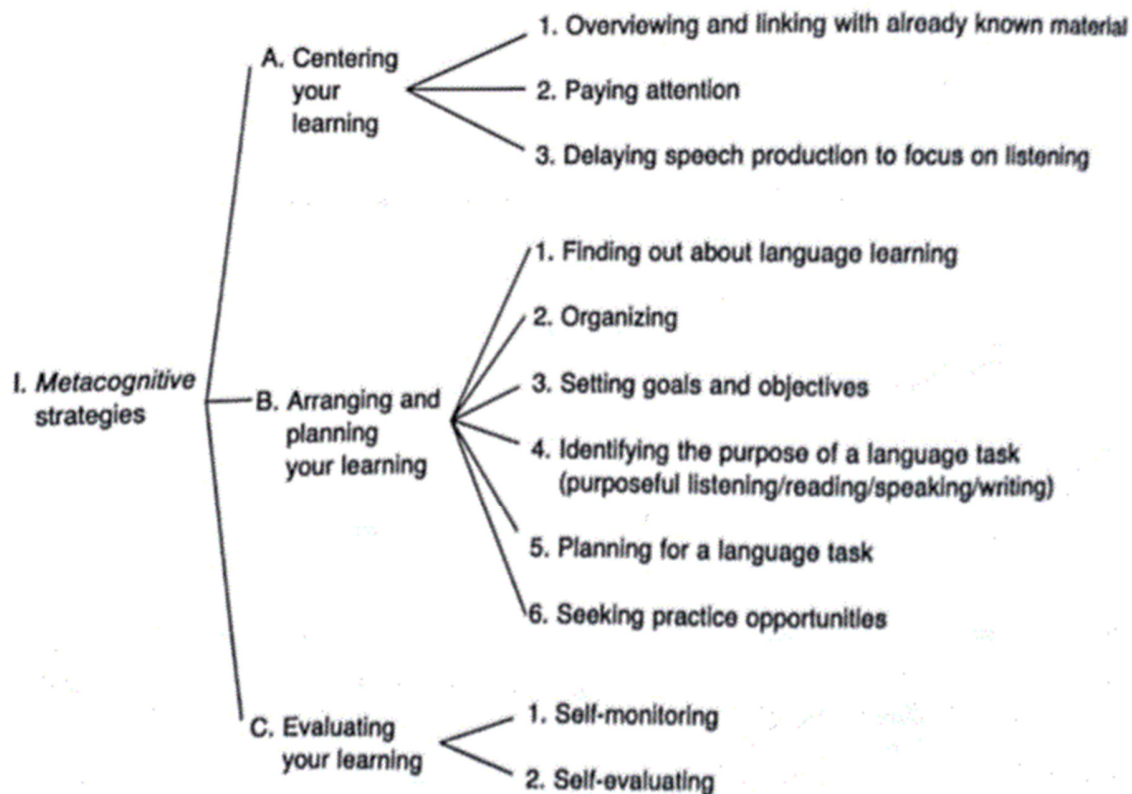 I. Metacognitive
strategies
A. Centering
your
learning
1. Overviewing and linking with already known material
2. Paying attention
3. Delaying speech production to focus on listening
B. Arranging and
planning
your learning
1. Finding out about language learning
2. Organizing
3. Setting goals and objectives
4. Identifying the purpose of a language task
(purposeful listening/reading/speaking/writing)
5. Planning for a language task
6. Seeking practice opportunities
C. Evaluating
your learning
1. Self-monitoring
2. Self-evaluating